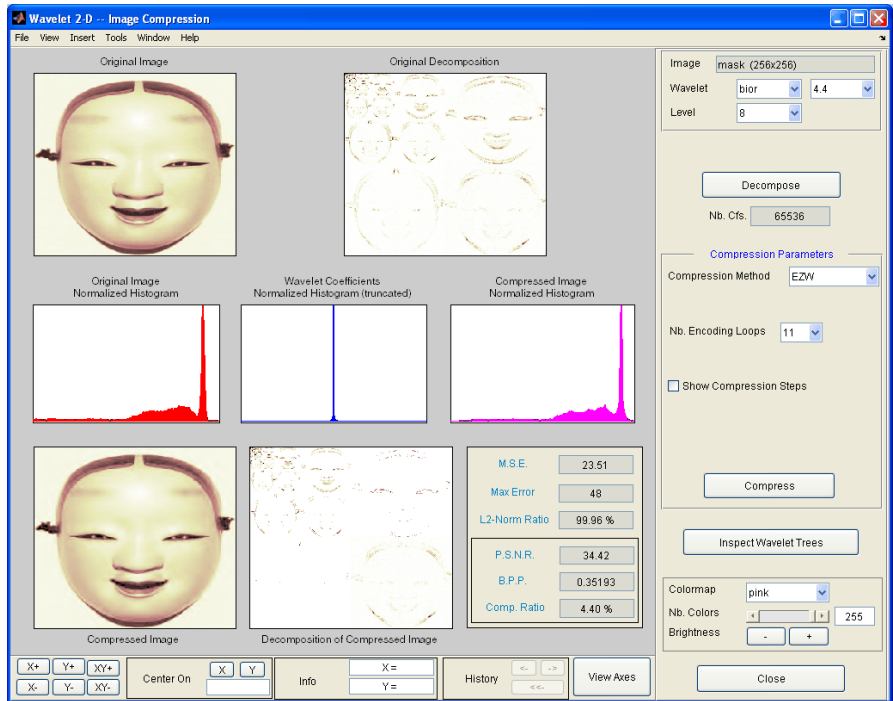 Wavelet 2-D -- Image Compression
File View Insert Tools Window Help
Original Image
Original Decomposition
Original Image
Normalized Histogram
Wavelet Coefficients
Normalized Histogram (truncated)
Compressed Image
Normalized Histogram
M.S.E. 23.51
Max Error 48
L2-Norm Ratio 99.96 %
P.S.N.R. 34.42
B.P.P. 0.35193
Comp. Ratio 4.40 %
Compressed Image
Decomposition of Compressed Image
Image mask (256x256)
Wavelet bior 4.4
Level 8
Decompose
Nb. Cfs. 65536
Compression Parameters
Compression Method EZW
Nb. Encoding Loops 11
Show Compression Steps
Compress
Inspect Wavelet Trees
Colormap pink
Nb. Colors 255
Brightness - +
Close
X+ Y+ XY+
X- Y- XY-
Center On X Y
Info X =
Y =
History <- ->
<<-
View Axes